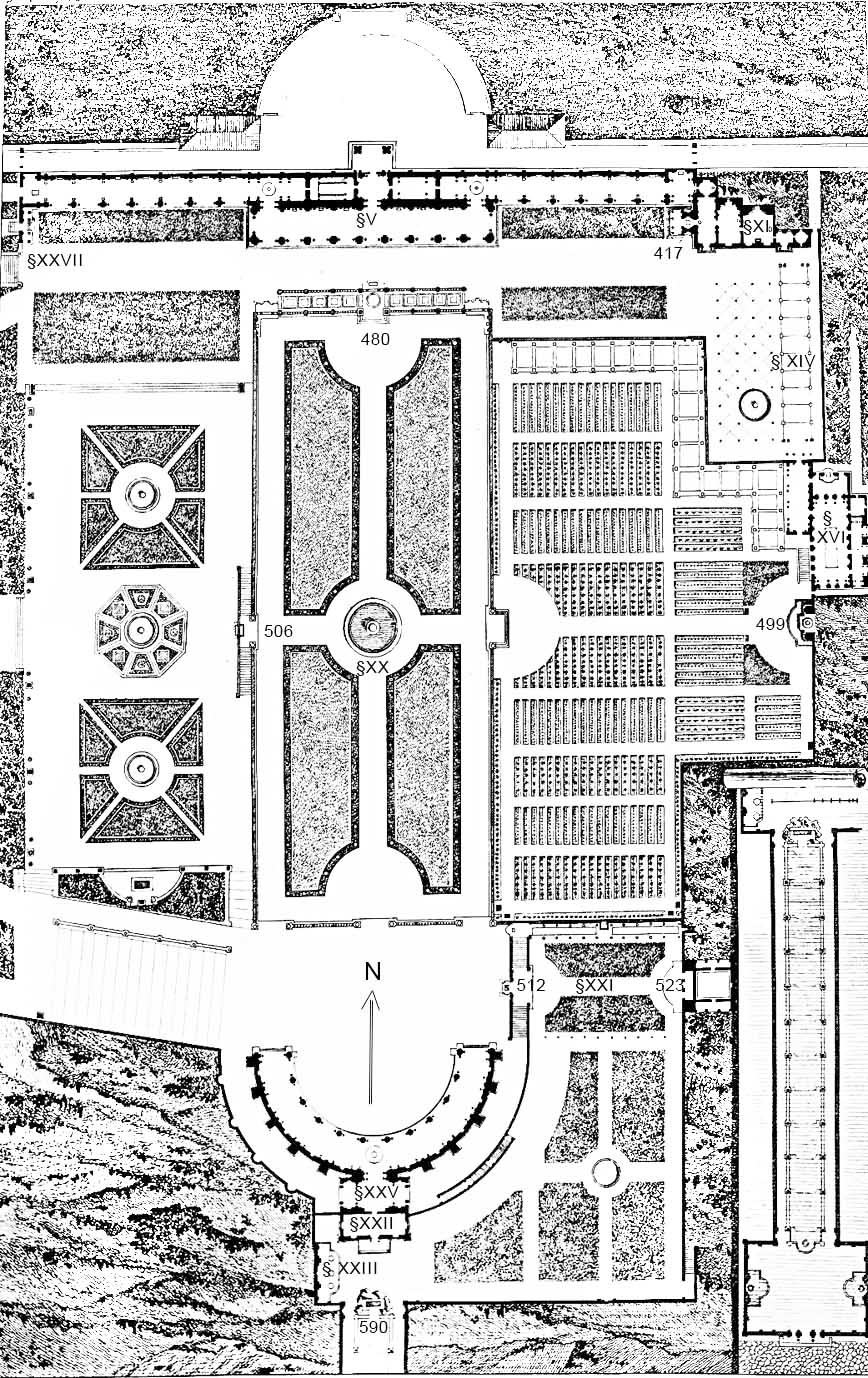 §V
§XI
417
§XXVII
480
§ XIV
§
XVI
499
506
§XX
N
512
§XXI
523
§XXV
§XXII
§ XXIII
590